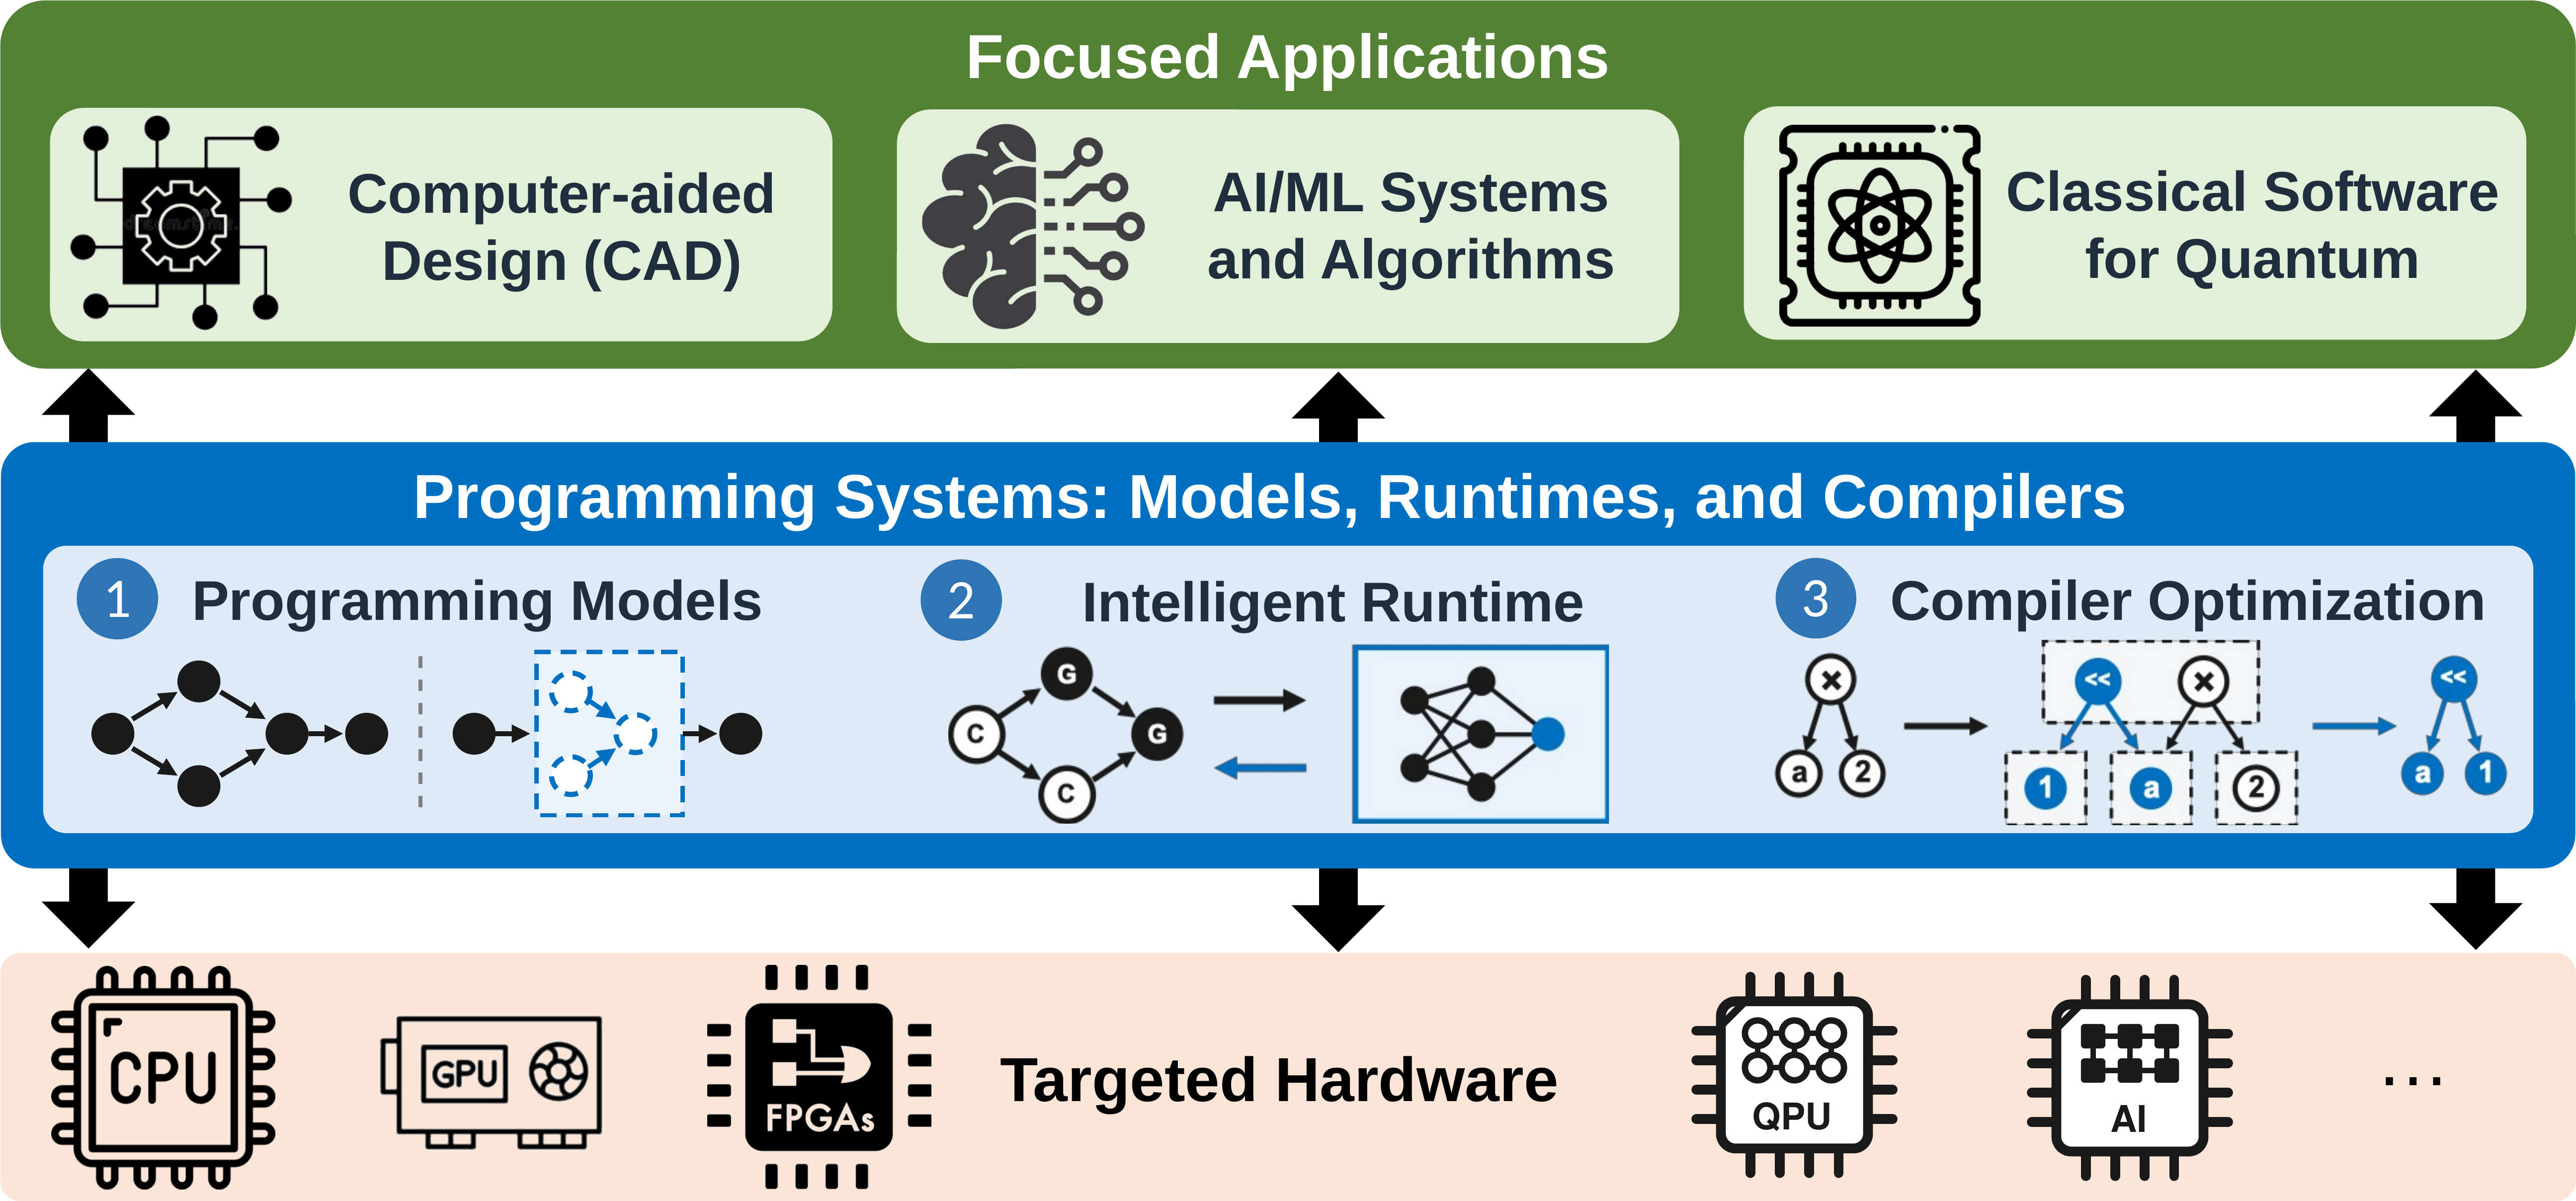 Focused Applications
Computer-aided
Design (CAD)
AI/ML Systems
and Algorithms
Classical Software
for Quantum
Programming Systems: Models, Runtimes, and Compilers
1 Programming Models
2 Intelligent Runtime
C
G
G
C
3 Compiler Optimization
×
a
2
<<
×
1
a
2
<<
a
1
CPU
GPU
FPGAs
Targeted Hardware
QPU
AI
...